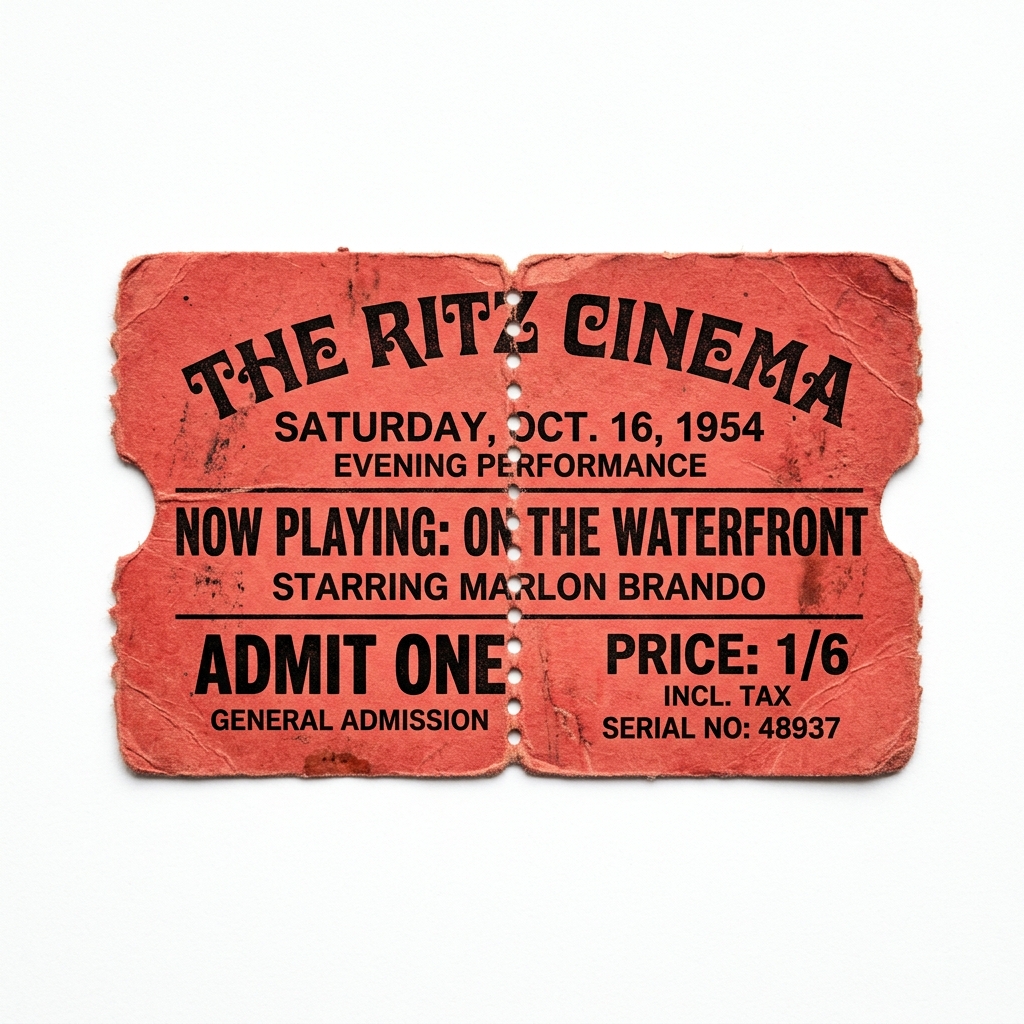 THE RITZ CINEMA
SATURDAY, OCT. 16, 1954
EVENING PERFORMANCE
NOW PLAYING: ON THE WATERFRONT
STARRING MARLON BRANDO
ADMIT ONE
GENERAL ADMISSION
PRICE: 1/6
INCL. TAX
SERIAL NO: 48937